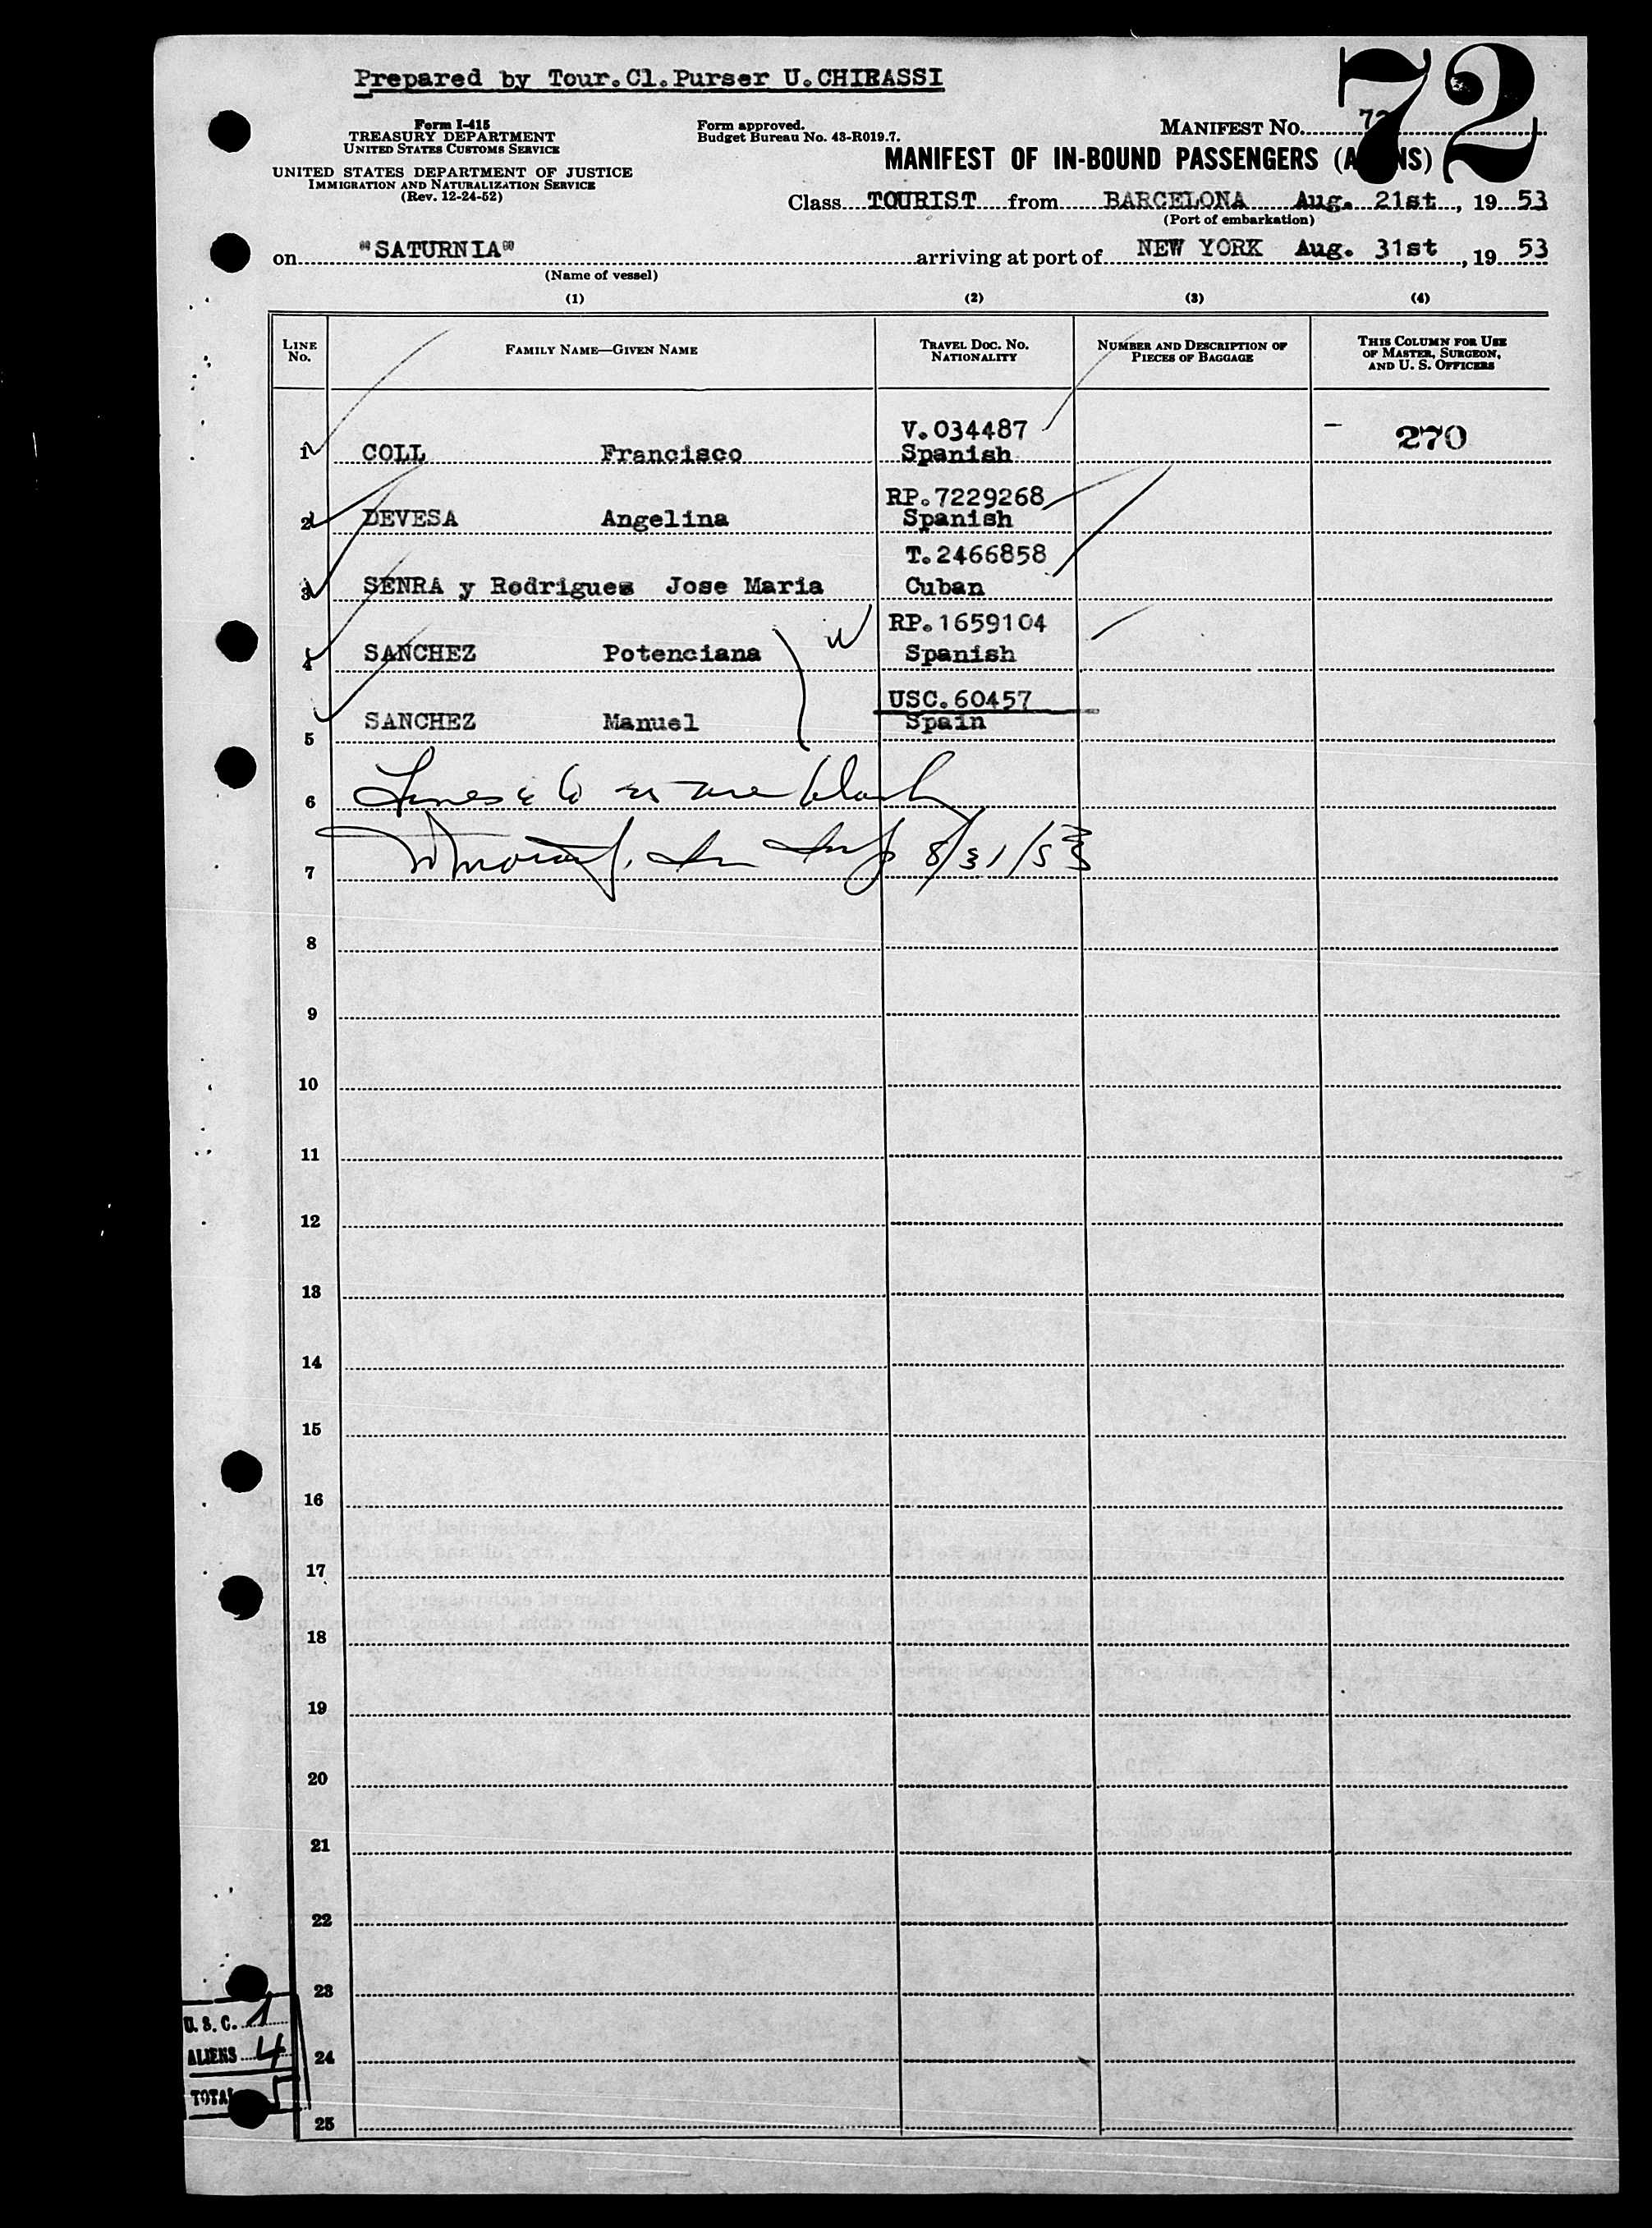 Prepared by Tour.Cl.Purser U.CHIRASSI
72
Form I-415
TREASURY DEPARTMENT
UNITED STATES CUSTOMS SERVICE
UNITED STATES DEPARTMENT OF JUSTICE
IMMIGRATION AND NATURALIZATION SERVICE
(Rev. 12-24-52)
Form approved.
Budget Bureau No. 43-R019.7.
MANIFEST NO. 72
MANIFEST OF IN-BOUND PASSENGERS (ALIENS)
Class TOURIST from BARCELONA Aug. 21st, 19 53
(Port of embarkation)
on "SATURNIA" arriving at port of NEW YORK Aug. 31st, 19 53
(Name of vessel)
(1) (2) (3) (4)
LINE NO. FAMILY NAME—GIVEN NAME TRAVEL DOC. NO. NATIONALITY NUMBER AND DESCRIPTION OF PIECES OF BAGGAGE THIS COLUMN FOR USE OF MASTER, SURGEON, AND U. S. OFFICERS
V.034487 - 270
1 COLL Francisco Spanish
RP.7229268
2 DEVESA Angelina Spanish
T.2466858
3 SENRA y Rodrigues Jose Maria Cuban
RP.1659104
4 SANCHEZ Potenciana Spanish
USC.60457
5 SANCHEZ Manuel Spain
6 Lines 6 to 25 are blank
7 8/31/53
8
9
10
11
12
13
14
15
16
17
18
19
20
21
22
23
24
25
U.S.C. 1
ALIENS 4
TOTAL 5